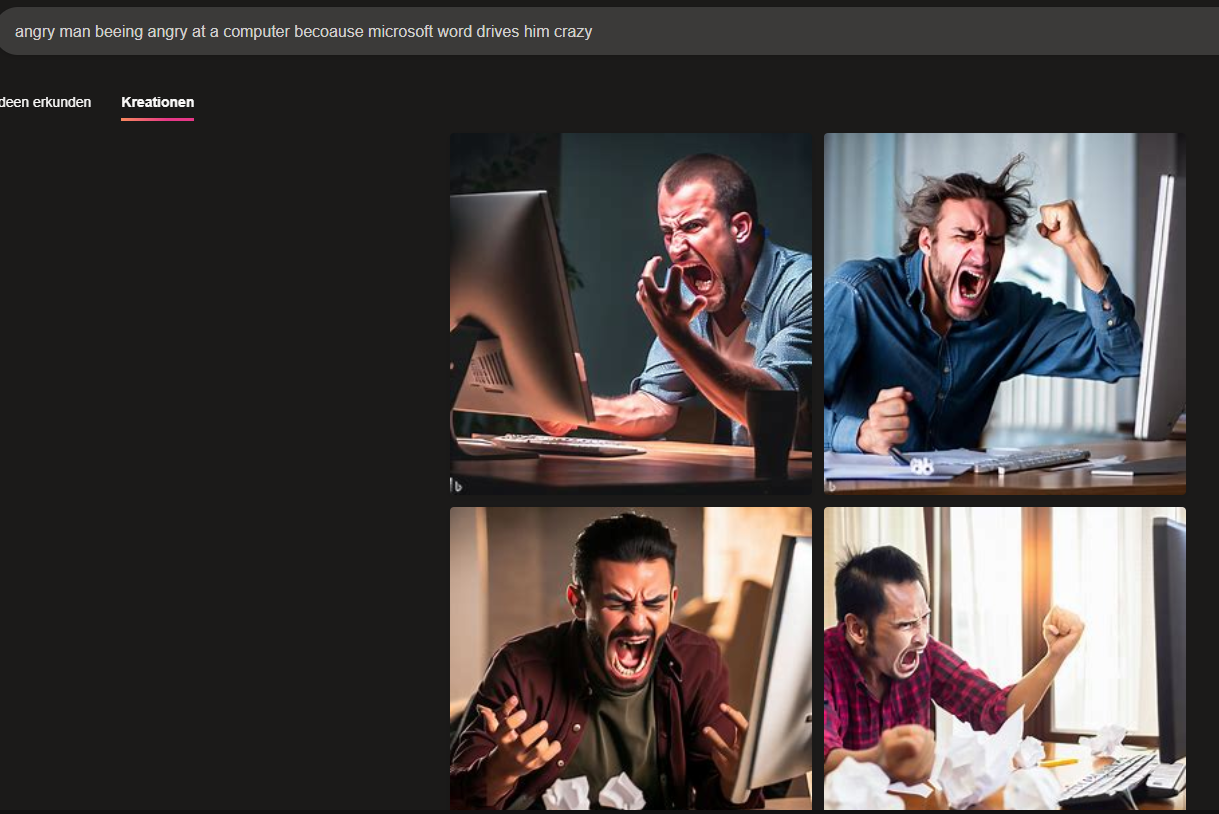 angry man beeing angry at a computer becoause microsoft word drives him crazy
deen erkunden
Kreationen